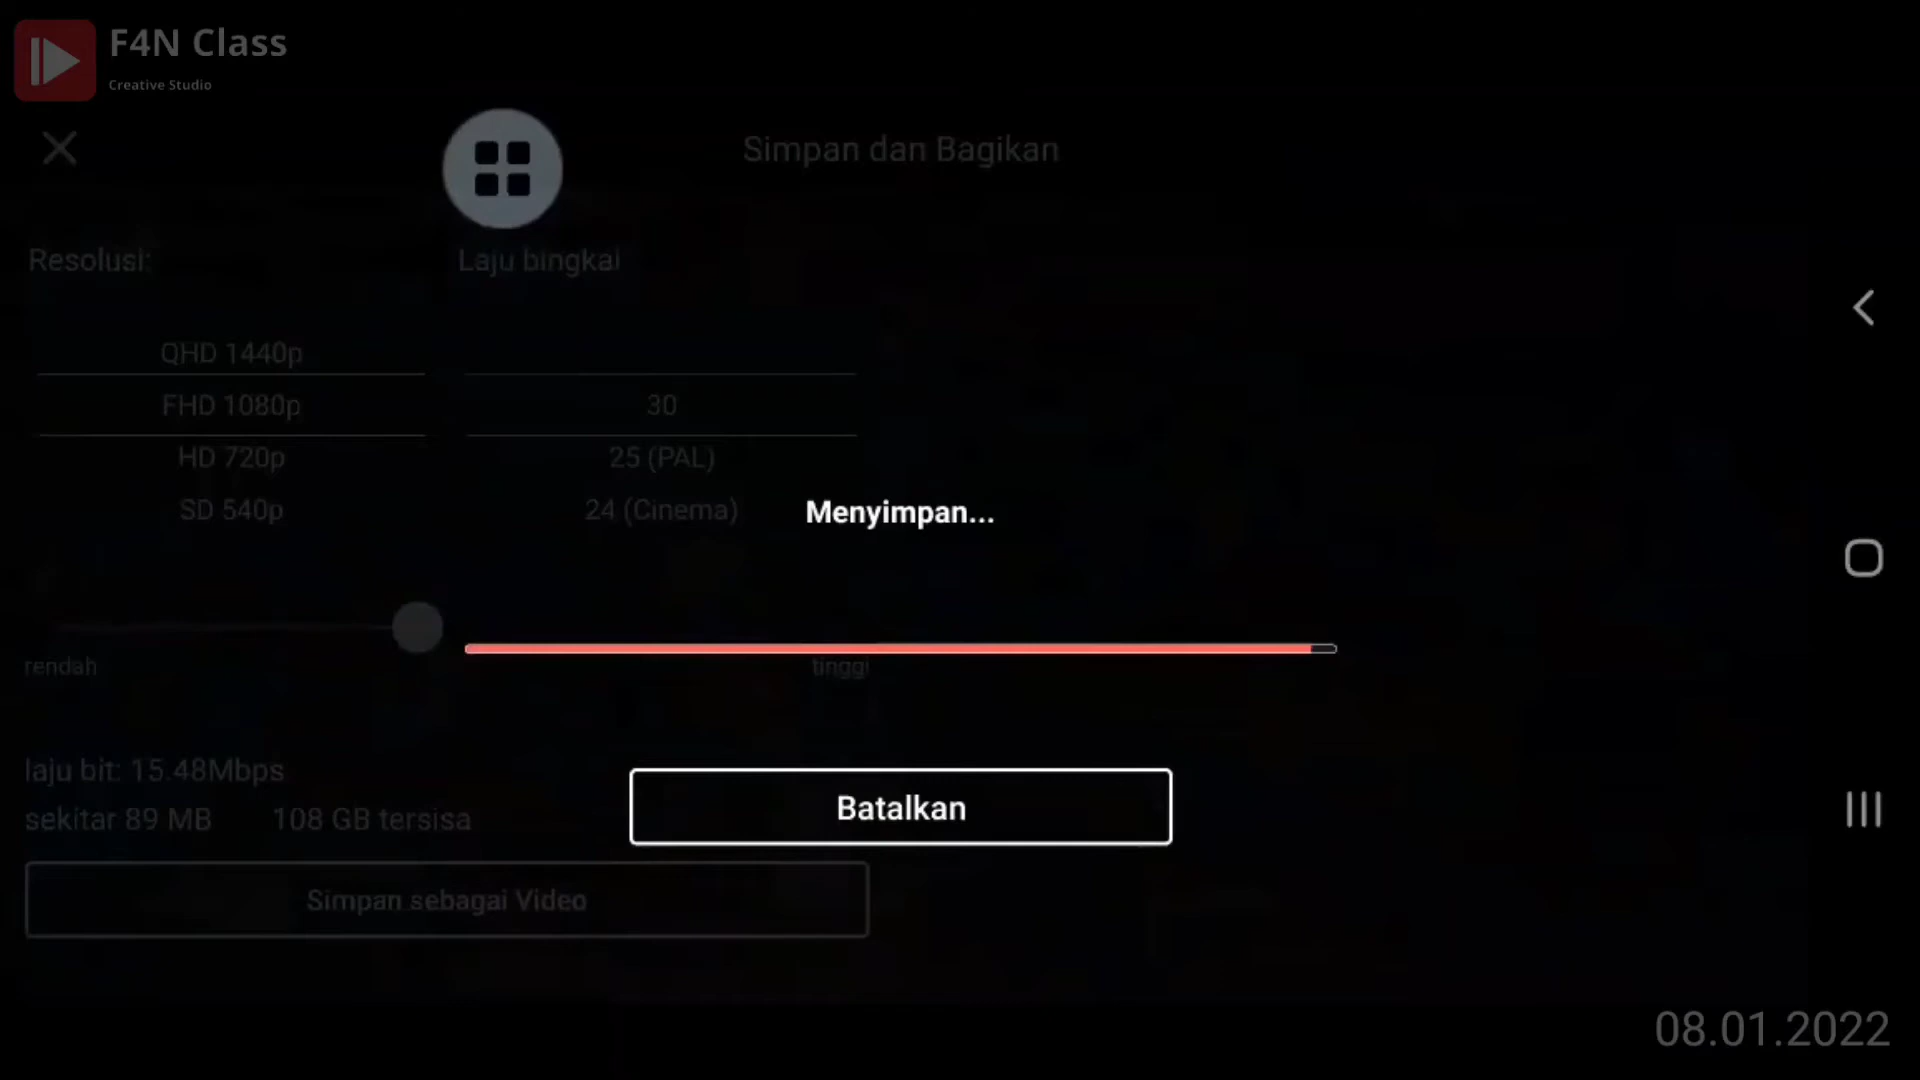 F4N Class
Creative Studio
Simpan dan Bagikan
Resolusi:
Laju bingkai
QHD 1440p
FHD 1080p
30
HD 720p
25 (PAL)
SD 540p
24 (Cinema)
Menyimpan...
rendah
tinggi
laju bit: 15.48Mbps
sekitar 89 MB
108 GB tersisa
Batalkan
Simpan sebagai Video
08.01.2022